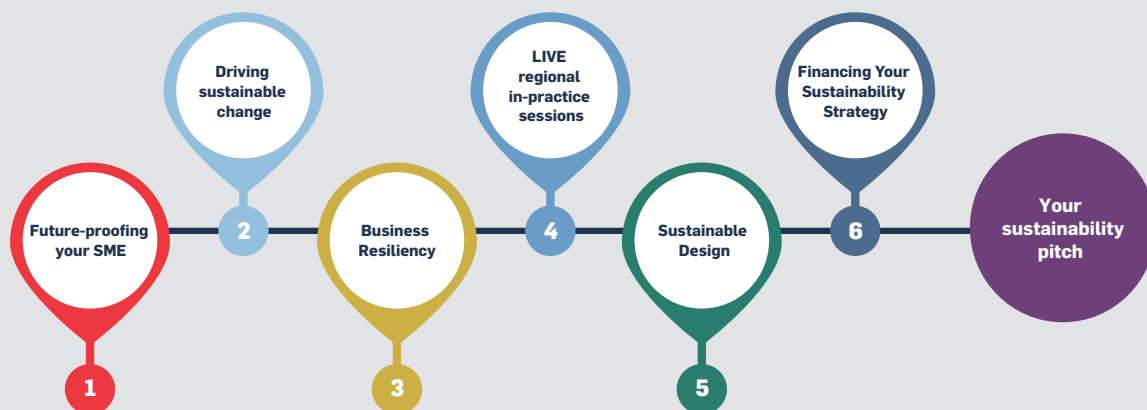 Future-proofing
your SME
1
Driving
sustainable
change
2
Business
Resiliency
3
LIVE
regional
in-practice
sessions
4
Sustainable
Design
5
Financing Your
Sustainability
Strategy
6
Your
sustainability
pitch